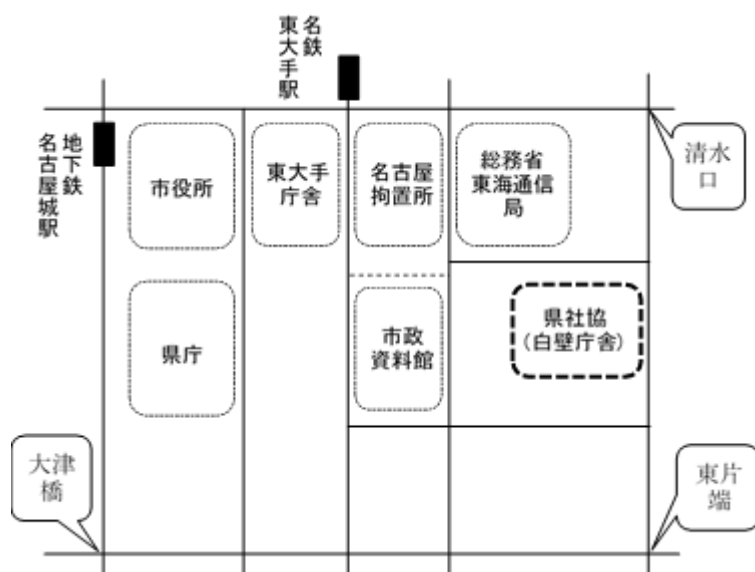 名鉄
東大手駅
地下鉄
名古屋城駅
市役所
東大手
庁舎
名古屋
拘置所
総務省
東海通信
局
清水
口
県庁
市政
資料館
県社協
(白壁庁舎)
大津
橋
東片
端